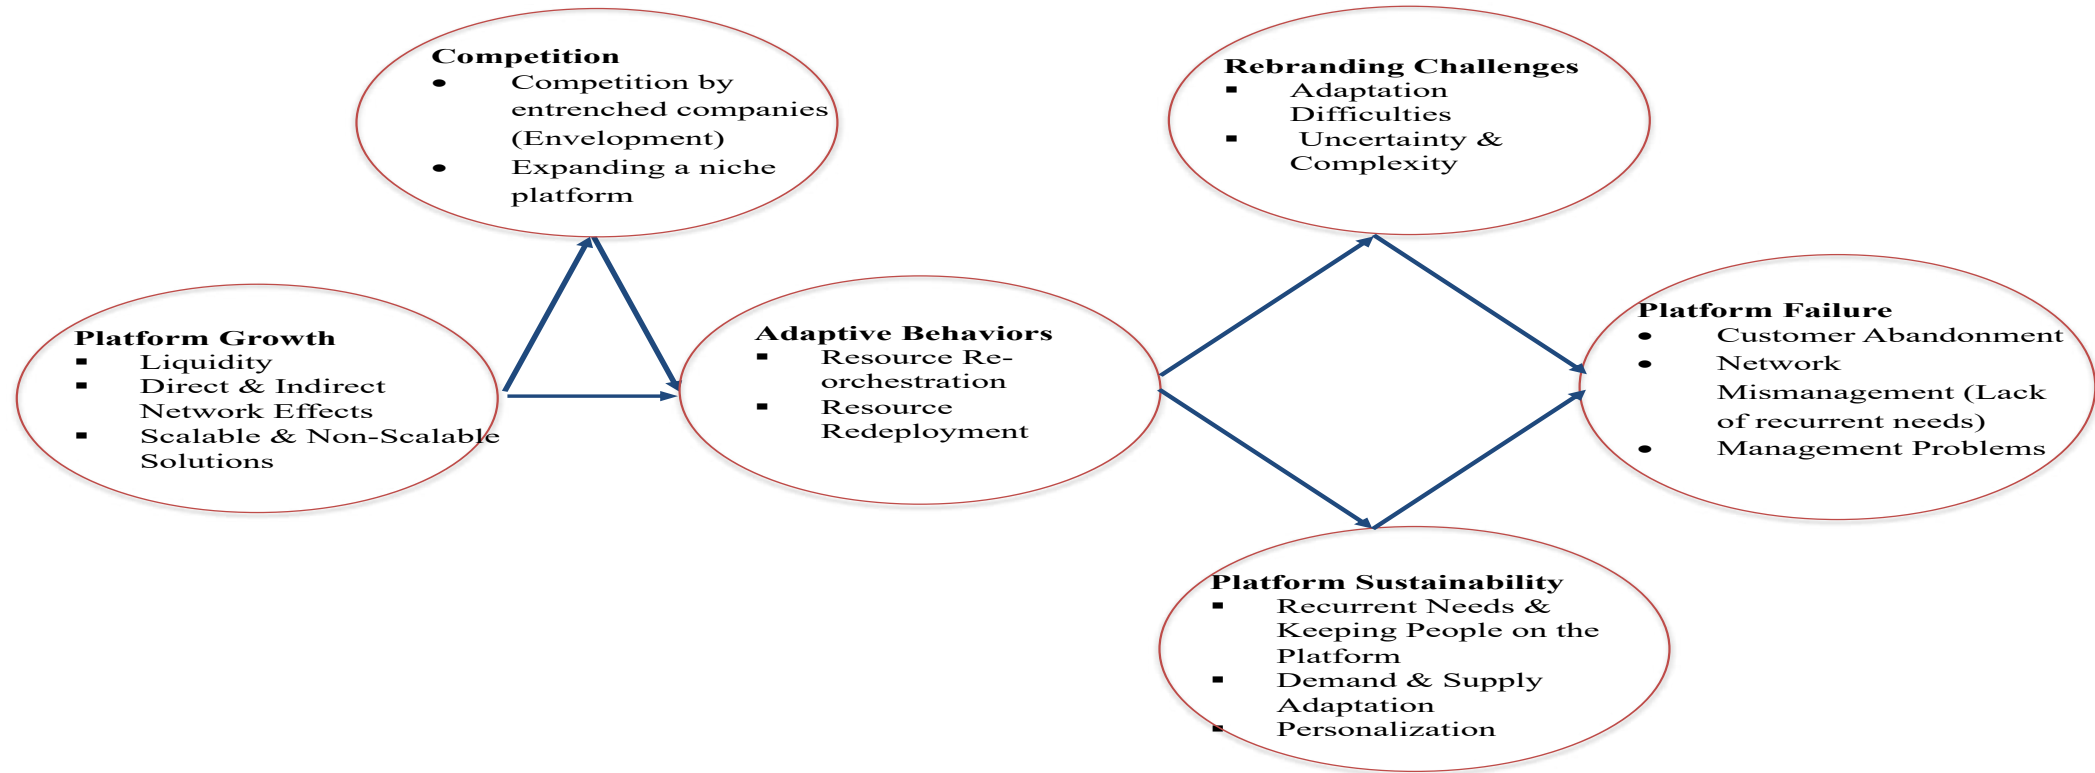 Competition
• Competition by
entrenched companies
(Envelopment)
• Expanding a niche
platform
Rebranding Challenges
▪ Adaptation
Difficulties
▪ Uncertainty &
Complexity
Platform Growth
▪ Liquidity
▪ Direct & Indirect
Network Effects
▪ Scalable & Non-Scalable
Solutions
Adaptive Behaviors
▪ Resource Re-
orchestration
▪ Resource
Redeployment
Platform Failure
• Customer Abandonment
• Network
Mismanagement (Lack
of recurrent needs)
• Management Problems
Platform Sustainability
▪ Recurrent Needs &
Keeping People on the
Platform
▪ Demand & Supply
Adaptation
▪ Personalization